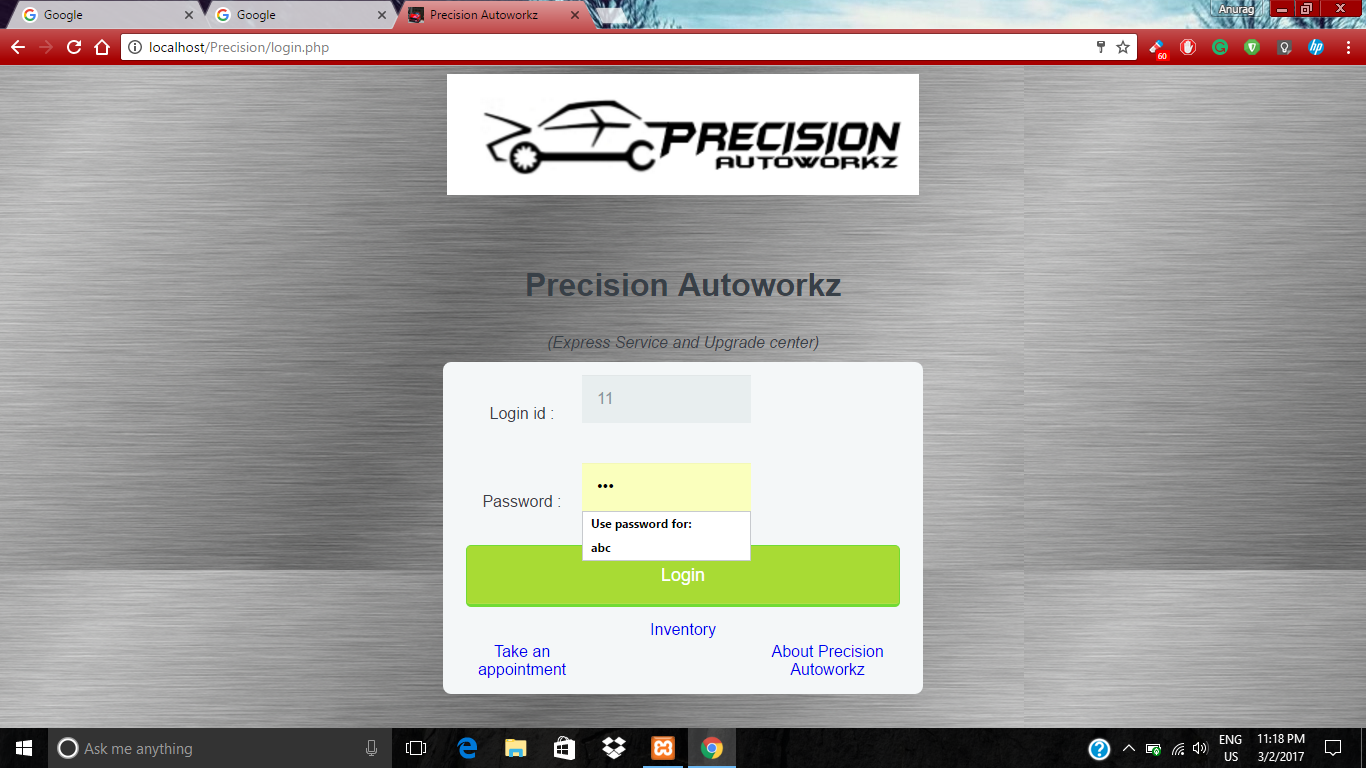 Google
Google
Precision Autoworkz
Anurag
localhost/Precision/login.php
60
hp
PRECISION
AUTOWORKZ
Precision Autoworkz
(Express Service and Upgrade center)
Login id :
11
Password :
•••
Use password for:
abc
Login
Inventory
Take an
appointment
About Precision
Autoworkz
Ask me anything
ENG
US
11:18 PM
3/2/2017